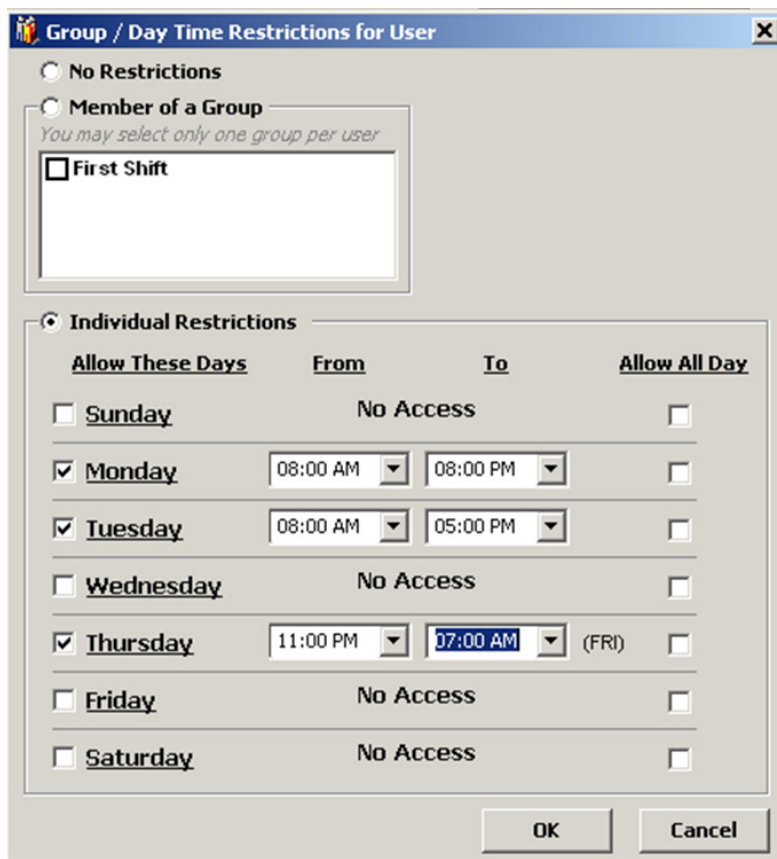 Group / Day Time Restrictions for User
No Restrictions
Member of a Group
You may select only one group per user
First Shift
Individual Restrictions
Allow These Days From To Allow All Day
Sunday No Access
Monday 08:00 AM 08:00 PM
Tuesday 08:00 AM 05:00 PM
Wednesday No Access
Thursday 11:00 PM 07:00 AM (FRI)
Friday No Access
Saturday No Access
OK Cancel